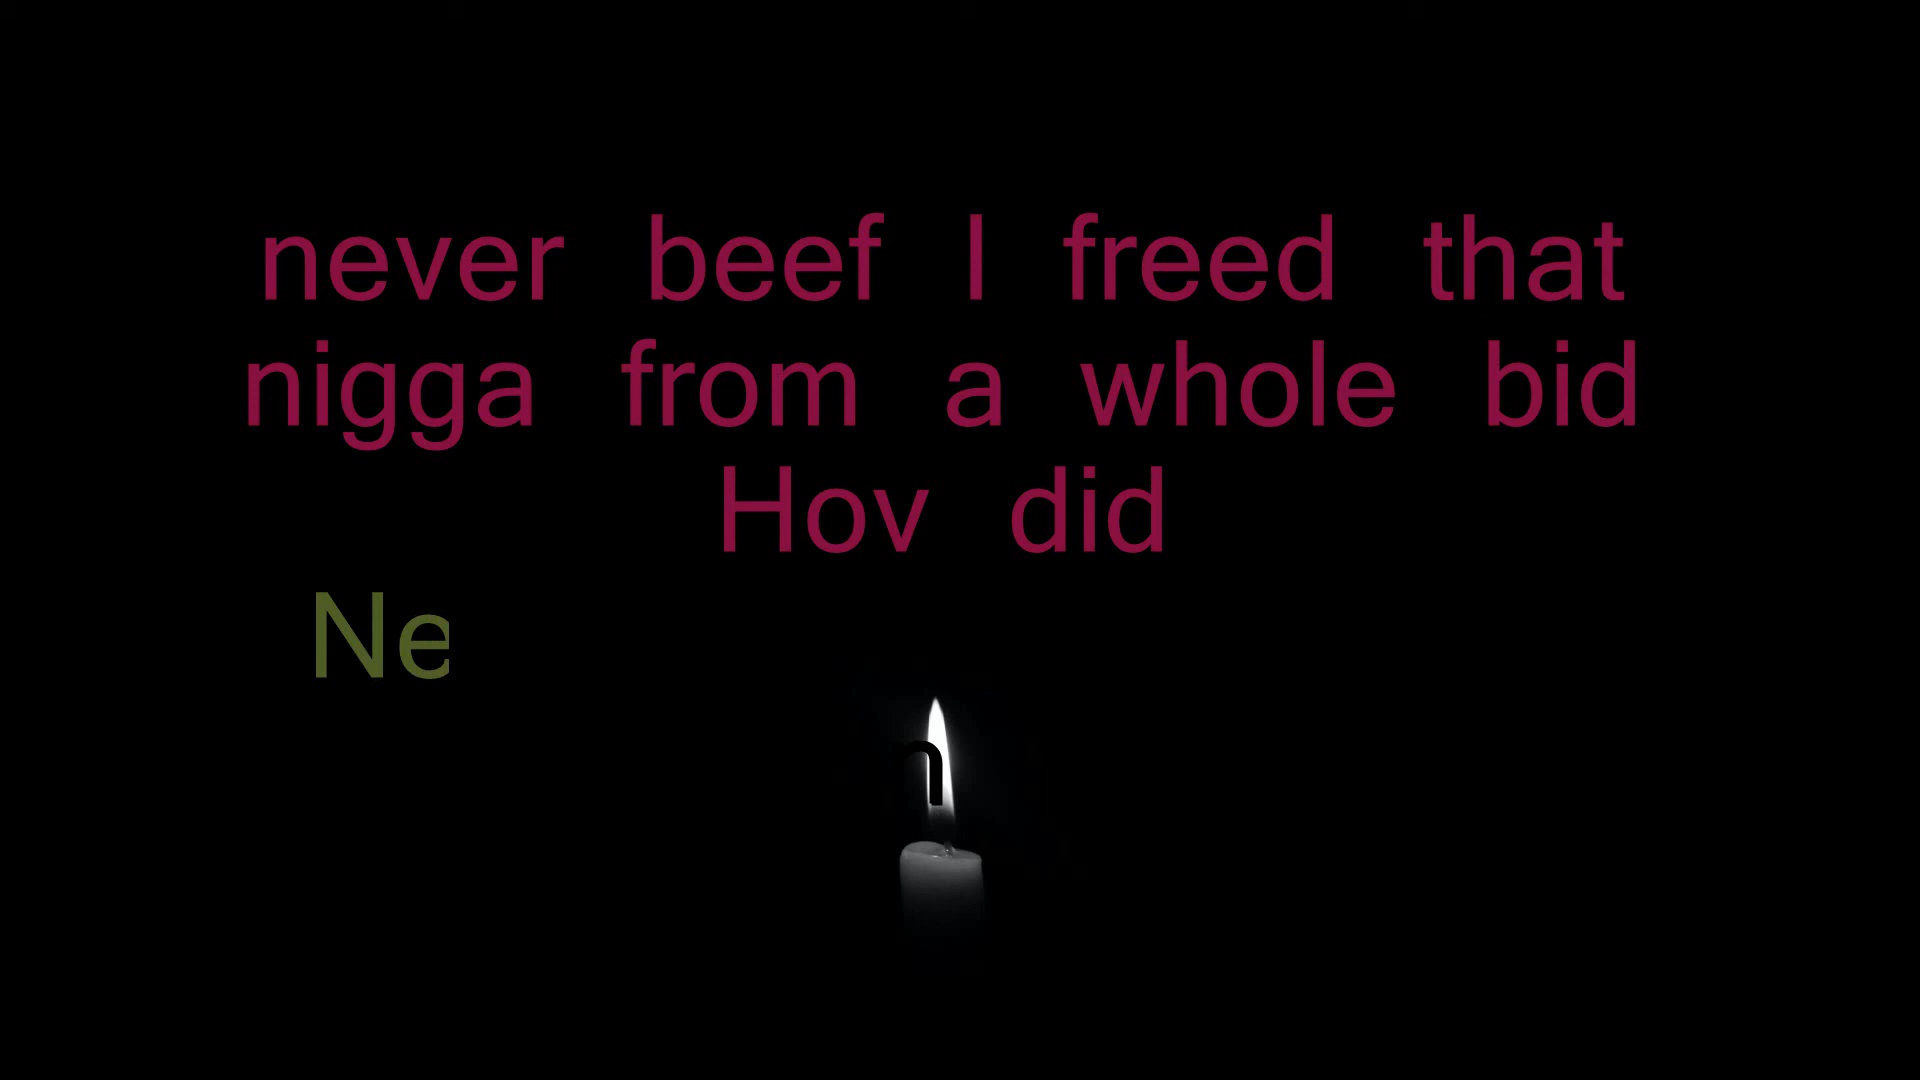 never beef I freed that
nigga from a whole bid
Hov did
Ne